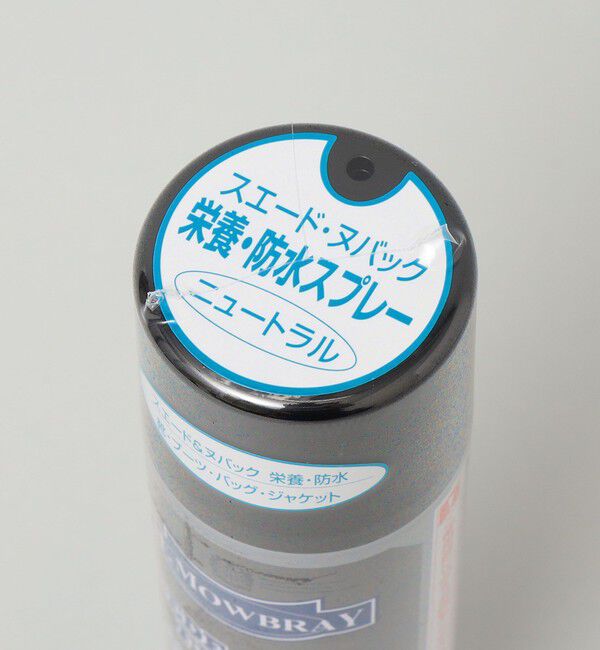 スエード・ヌバック
栄養・防水スプレー
ニュートラル
スエード&ヌバック 栄養・防水
靴・ブーツ・バッグ・ジャケット
M.MOWBRAY